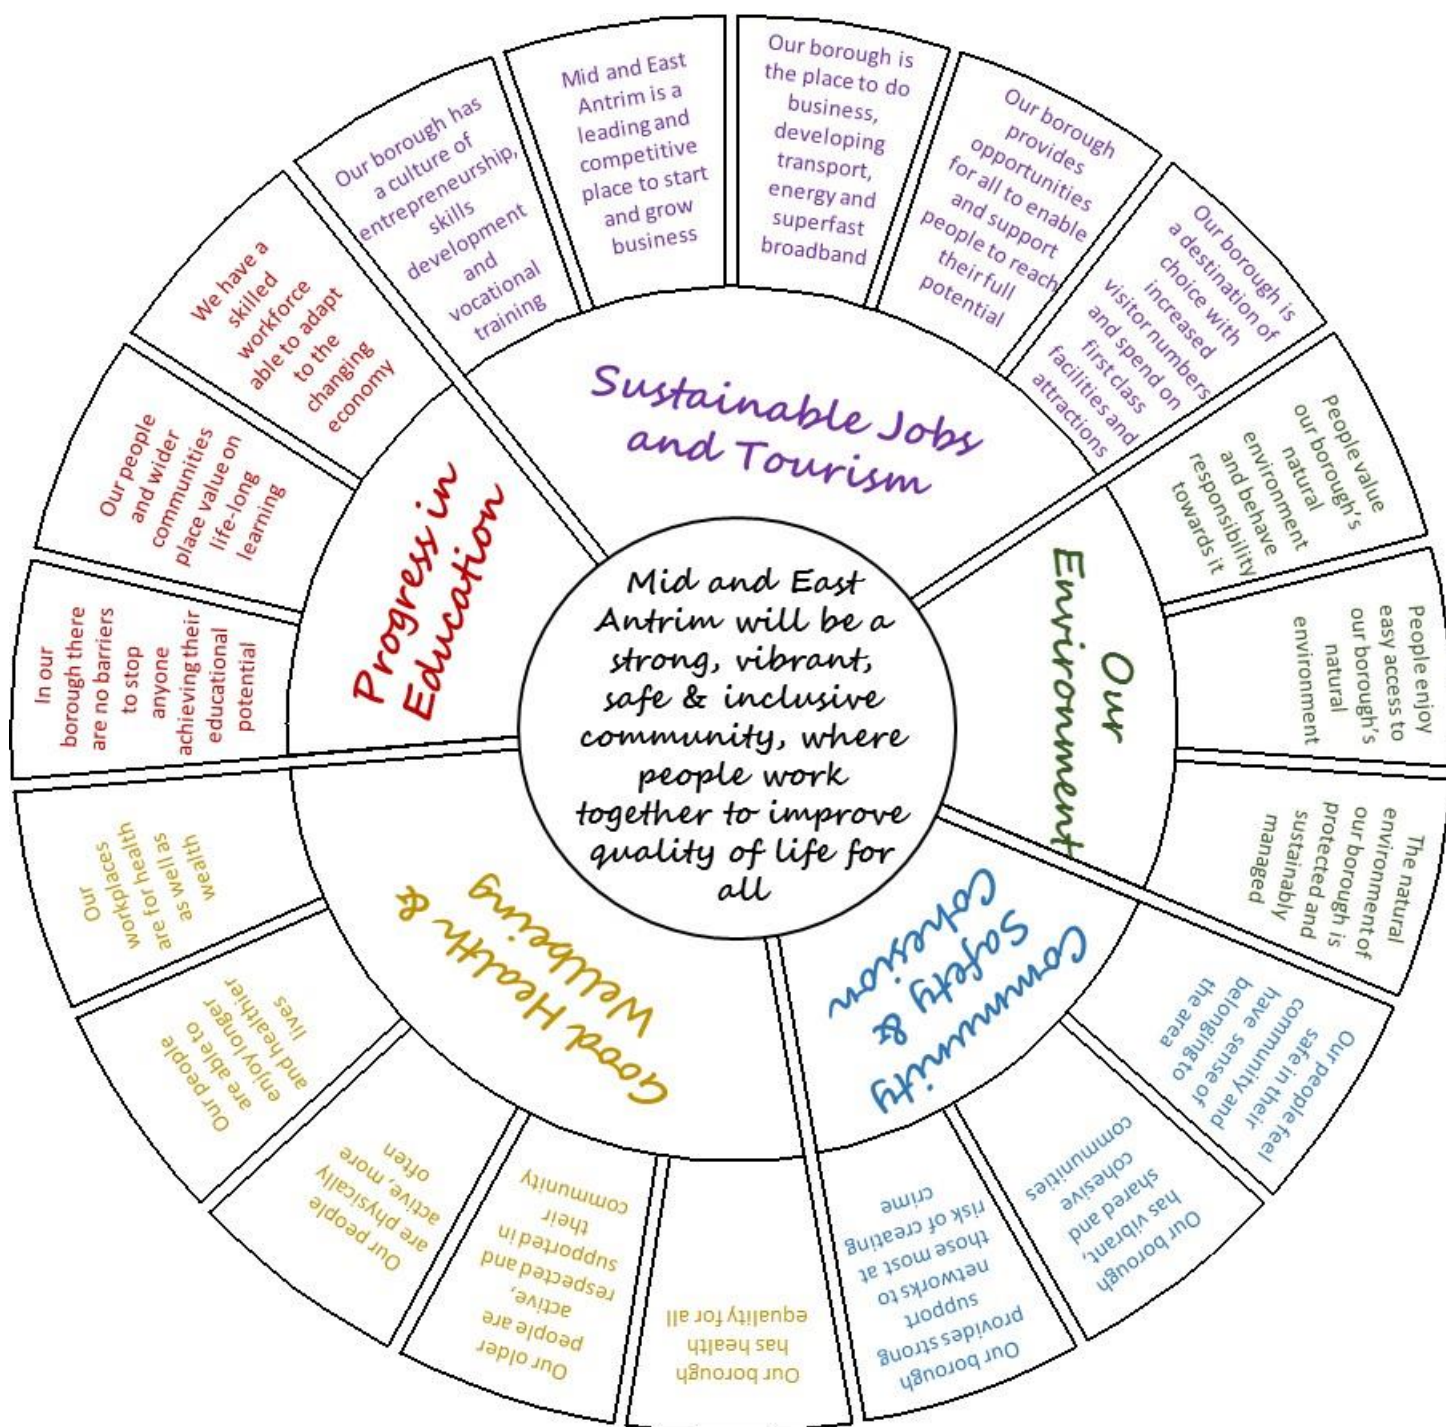 Mid and East
Antrim will be a
strong, vibrant,
safe & inclusive
community, where
people work
together to improve
quality of life for
all
Sustainable Jobs
and Tourism
Our borough has
a culture of
entrepreneurship,
skills
development
and
vocational
training
Mid and East
Antrim is a
leading and
competitive
place to start
and grow
business
Our borough is
the place to do
business,
developing
transport,
energy and
superfast
broadband
Our borough
provides
opportunities
for all to enable
and support
people to reach
their full
potential
Our borough is
a destination of
choice with
increased
visitor numbers
and spend on
first class
facilities and
attractions
Our
Environment
People value
our borough's
natural
environment
and behave
responsibility
towards it
People enjoy
easy access to
our borough's
natural
environment
The natural
environment of
our borough is
protected and
sustainably
managed
Community
Safety &
Cohesion
Our people feel
safe in their
community and
have sense of
belonging to
the area
Our borough
has vibrant,
shared and
cohesive
communities
Our borough
provides strong
support
networks to
those most at
risk of creating
crime
Good Health &
Wellbeing
Our borough
has health
equality for all
Our older
people are
active,
respected and
supported in
their
community
Our people
are physically
active, more
often
Our people
are able to
enjoy longer
and healthier
lives
Our
workplaces
are for health
as well as
wealth
Progress in
Education
In our
borough there
are no barriers
to stop
anyone
achieving their
educational
potential
Our people
and wider
communities
place value on
life-long
learning
We have a
skilled
workforce
able to adapt
to the
changing
economy